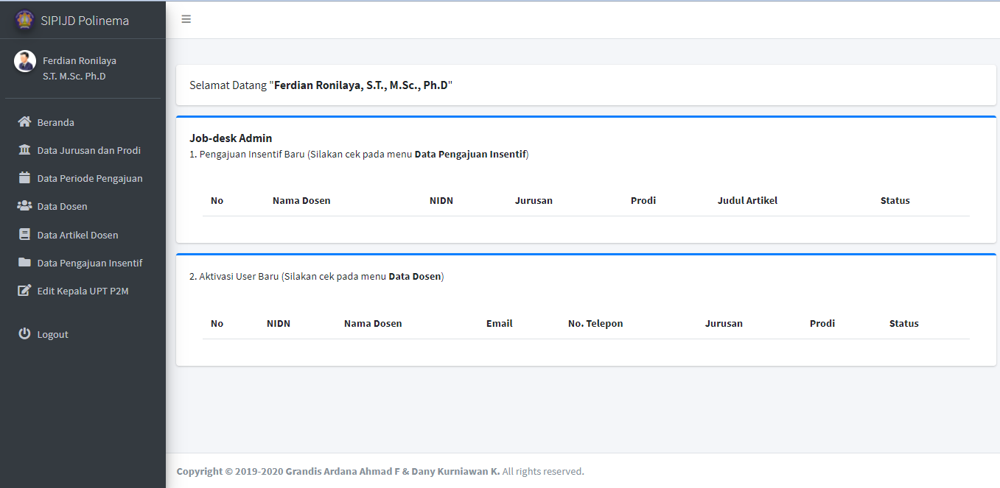 SIPIJD Polinema
Ferdian Ronilaya
S.T. M.Sc. Ph.D
Beranda
Data Jurusan dan Prodi
Data Periode Pengajuan
Data Dosen
Data Artikel Dosen
Data Pengajuan Insentif
Edit Kepala UPT P2M
Logout
Selamat Datang "Ferdian Ronilaya, S.T., M.Sc., Ph.D"
Job-desk Admin
1. Pengajuan Insentif Baru (Silakan cek pada menu Data Pengajuan Insentif)
No Nama Dosen NIDN Jurusan Prodi Judul Artikel Status
2. Aktivasi User Baru (Silakan cek pada menu Data Dosen)
No NIDN Nama Dosen Email No. Telepon Jurusan Prodi Status
Copyright © 2019-2020 Grandis Ardana Ahmad F & Dany Kurniawan K. All rights reserved.